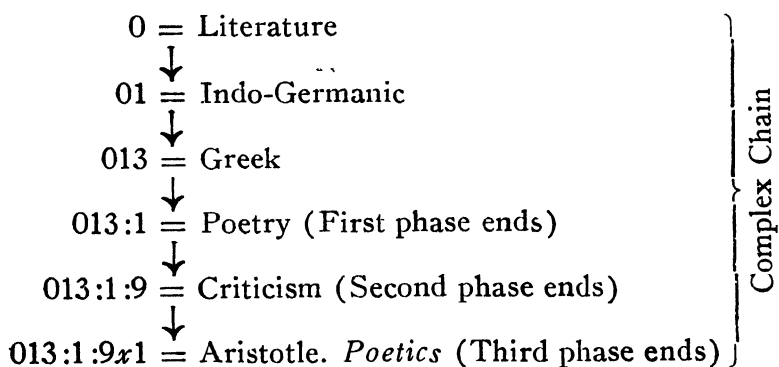 0 = Literature
01 = Indo-Germanic
013 = Greek
013:1 = Poetry (First phase ends)
013:1:9 = Criticism (Second phase ends)
013:1:9x1 = Aristotle. Poetics (Third phase ends)
Complex Chain